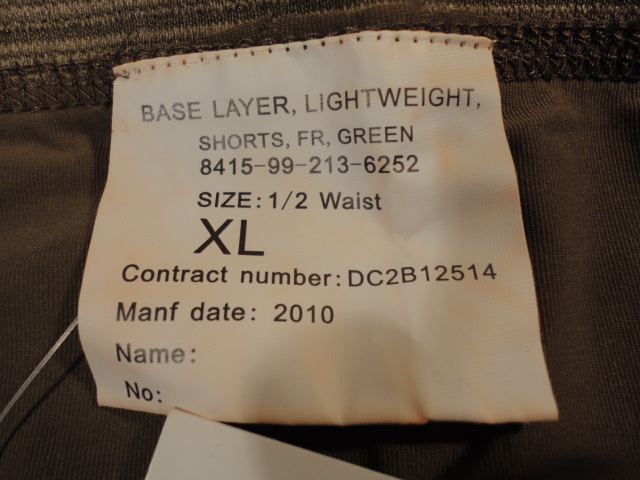 BASE LAYER, LIGHTWEIGHT,
SHORTS, FR, GREEN
8415-99-213-6252
SIZE: 1/2 Waist
XL
Contract number: DC2B12514
Manf date: 2010
Name:
No: